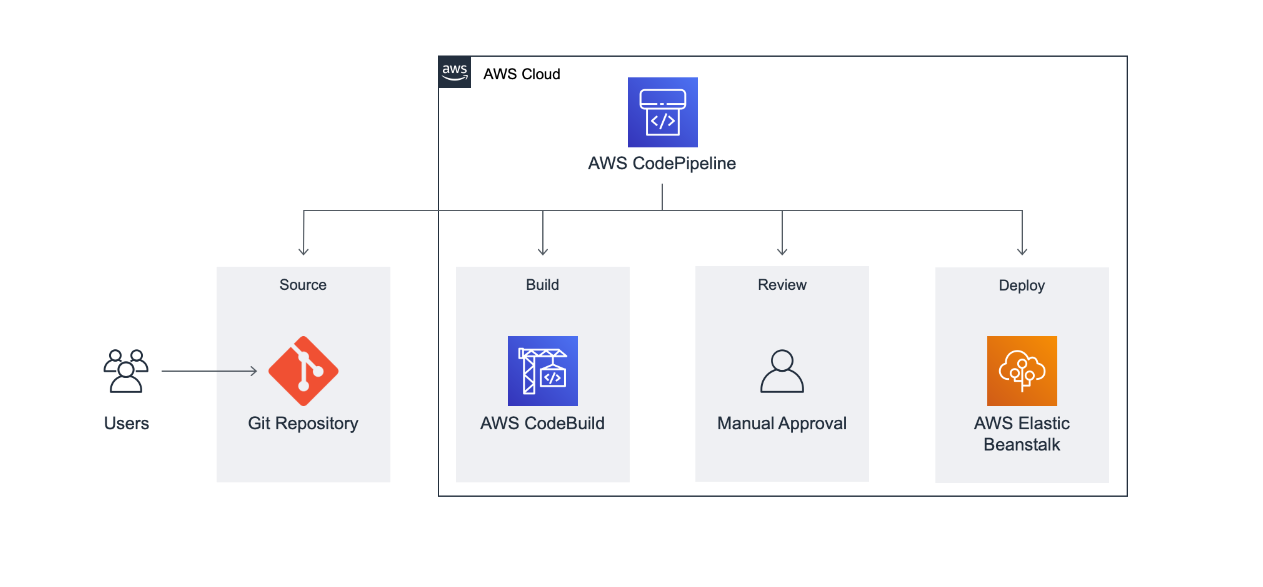 aws
AWS Cloud
AWS CodePipeline
Source
Build
Review
Deploy
</>
</>
Users
Git Repository
AWS CodeBuild
Manual Approval
AWS Elastic
Beanstalk